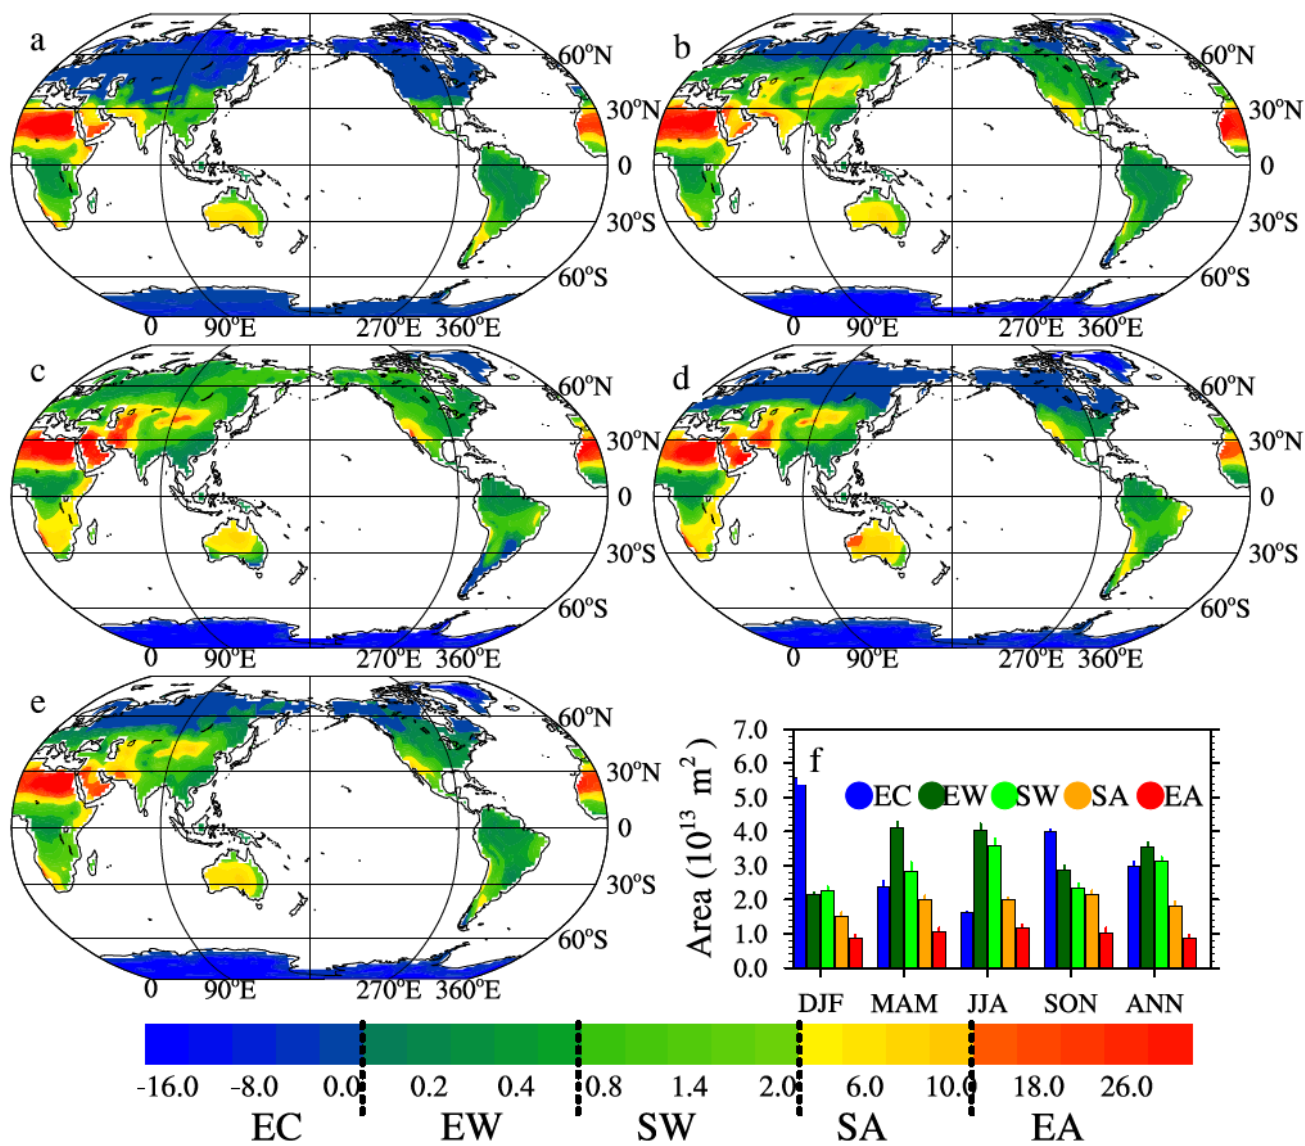 a
60°N
30°N
0
30°S
60°S
0 90°E 270°E 360°E
b
60°N
30°N
0
30°S
60°S
0 90°E 270°E 360°E
c
60°N
30°N
0
30°S
60°S
0 90°E 270°E 360°E
d
60°N
30°N
0
30°S
60°S
0 90°E 270°E 360°E
e
60°N
30°N
0
30°S
60°S
0 90°E 270°E 360°E
f
EC EW SW SA EA
Area (10¹³ m²)
7.0
6.0
5.0
4.0
3.0
2.0
1.0
0.0
DJF MAM JJA SON ANN
-16.0 -8.0 0.0 0.2 0.4 0.8 1.4 2.0 6.0 10.0 18.0 26.0
EC EW SW SA EA